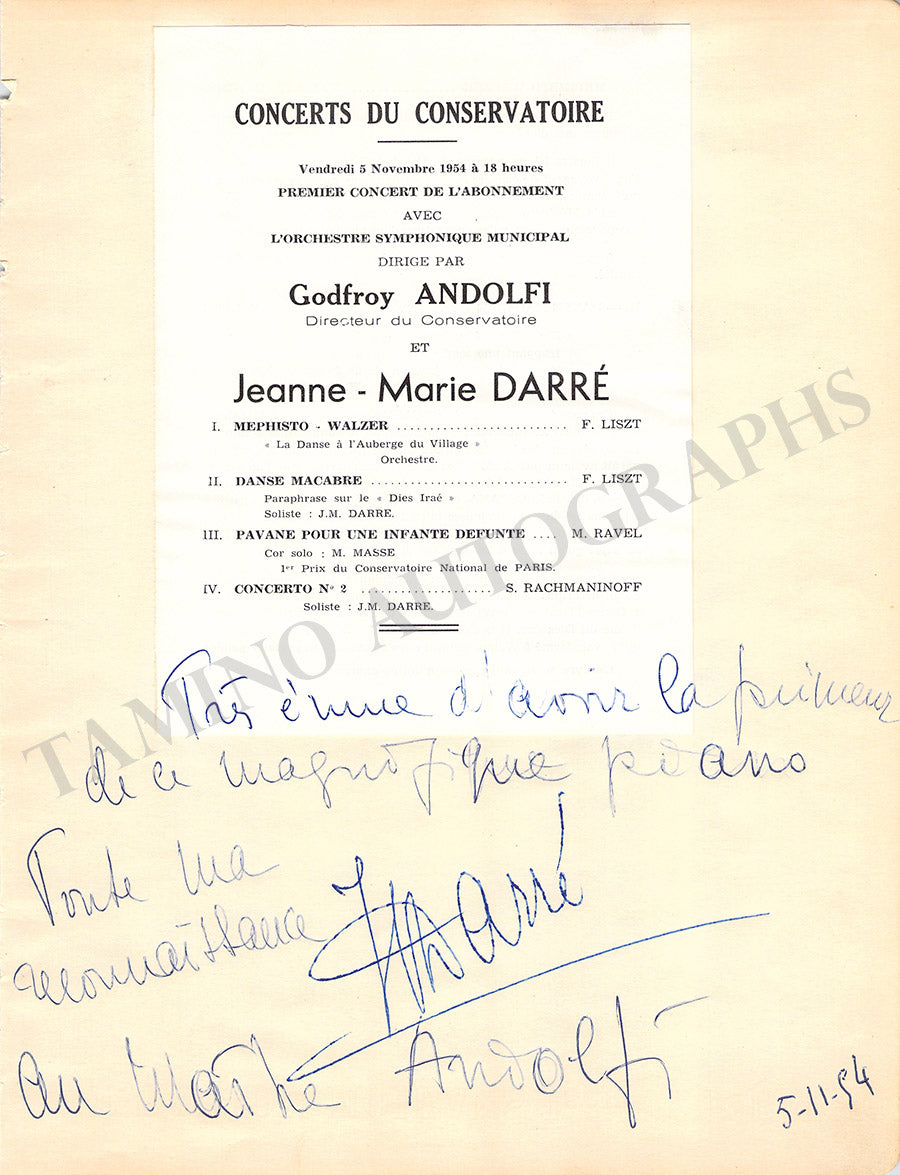 CONCERTS DU CONSERVATOIRE
Vendredi 5 Novembre 1954 à 18 heures
PREMIER CONCERT DE L'ABONNEMENT
AVEC
L'ORCHESTRE SYMPHONIQUE MUNICIPAL
DIRIGE PAR
Godfroy ANDOLFI
Directeur du Conservatoire
ET
Jeanne - Marie DARRÉ
I. MEPHISTO - WALZER .......................... F. LISZT
« La Danse à l'Auberge du Village »
Orchestre.
II. DANSE MACABRE ............................. F. LISZT
Paraphrase sur le « Dies Iraé »
Soliste : J.M. DARRE.
III. PAVANE POUR UNE INFANTE DEFUNTE .... M. RAVEL
Cor solo : M. MASSE
1er Prix du Conservatoire National de PARIS.
IV. CONCERTO No 2 .................... S. RACHMANINOFF
Soliste : J.M. DARRE.
TAMINO AUTOGRAPHS
Très émue d'avoir la primeur
de ce magnifique piano
Toute ma
reconnaissance
JMDarré
au Maître Andolfi
5-11-54